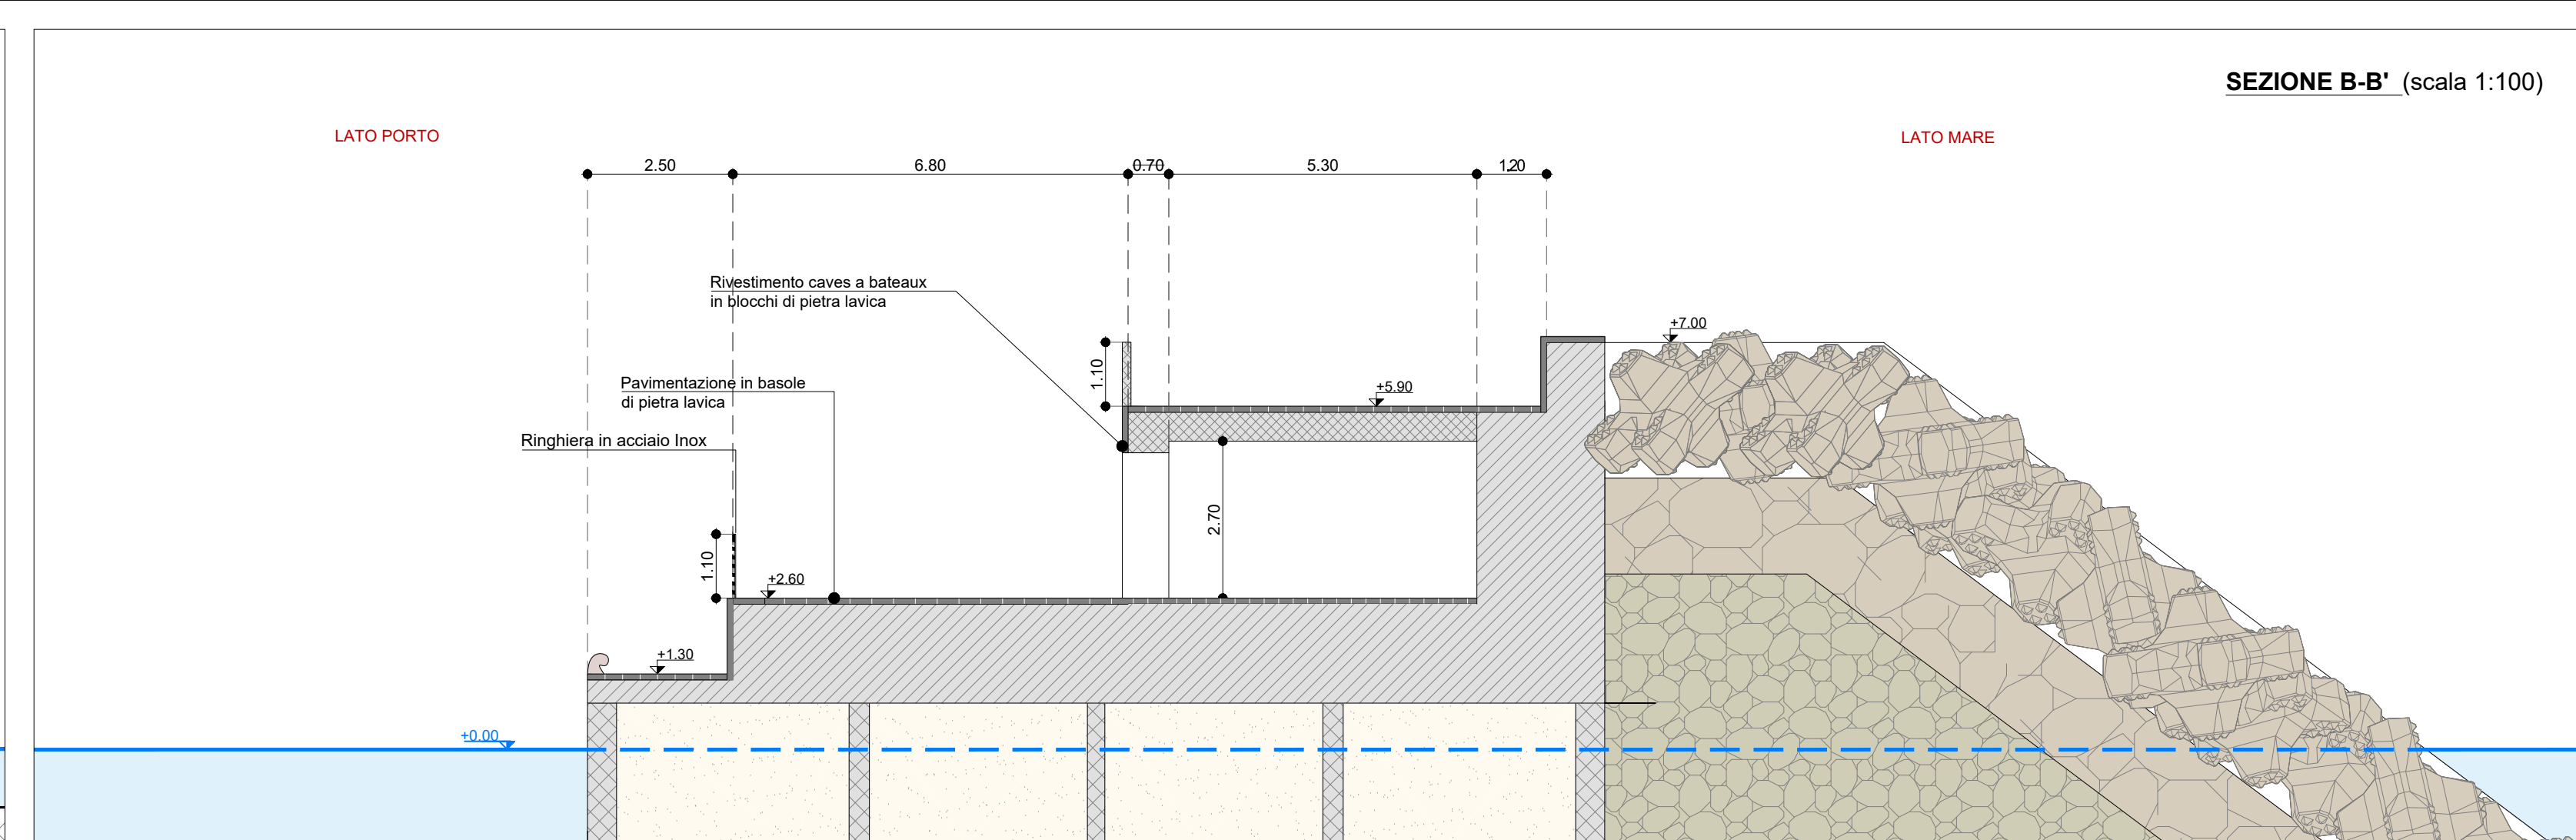 SEZIONE B-B' (scala 1:100)
LATO PORTO
LATO MARE
2.50
6.80
0.70
5.30
1.20
Rivestimento caves a bateaux
in blocchi di pietra lavica
+7.00
1.10
Pavimentazione in basole
di pietra lavica
+5.90
Ringhiera in acciaio Inox
2.70
1.10
+2.60
+1.30
+0.00